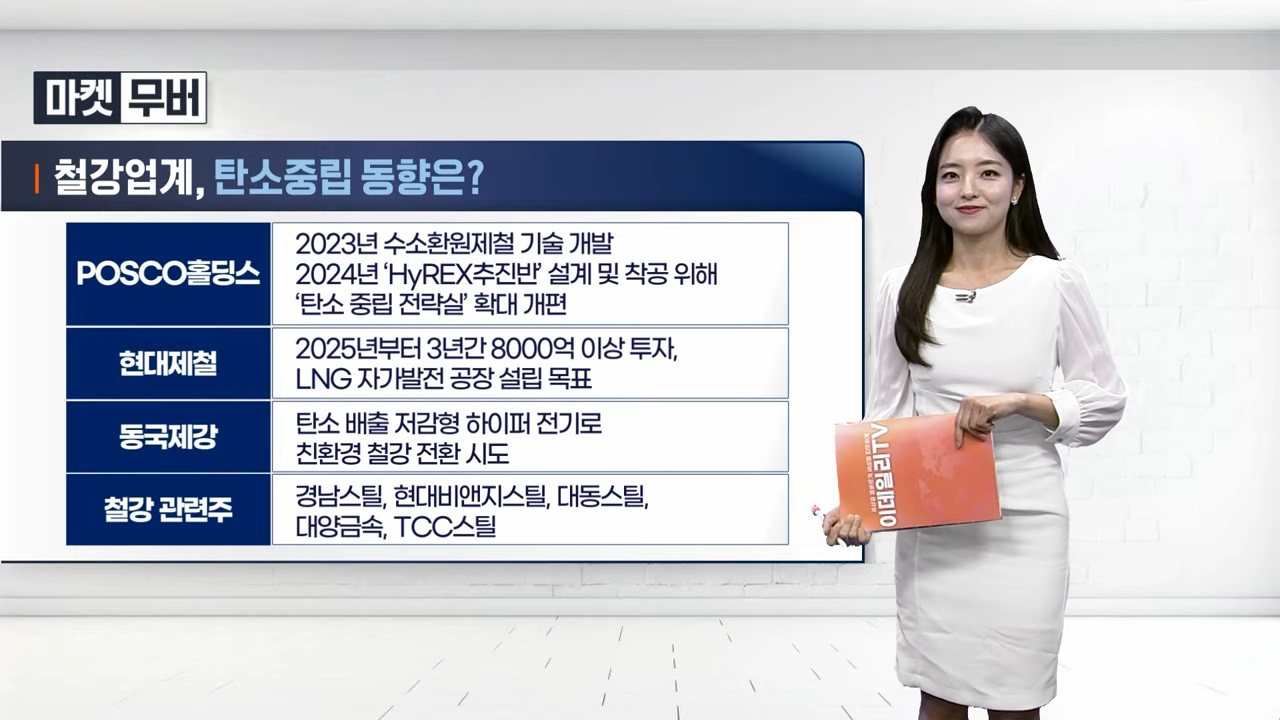 마켓 무버
철강업계, 탄소중립 동향은?
POSCO홀딩스
2023년 수소환원제철 기술 개발
2024년 ‘HyREX추진반’ 설계 및 착공 위해
‘탄소 중립 전략실’ 확대 개편
현대제철
2025년부터 3년간 8000억 이상 투자,
LNG 자가발전 공장 설립 목표
동국제강
탄소 배출 저감형 하이퍼 전기로
친환경 철강 전환 시도
철강 관련주
경남스틸, 현대비앤지스틸, 대동스틸,
대양금속, TCC스틸
이데일리TV